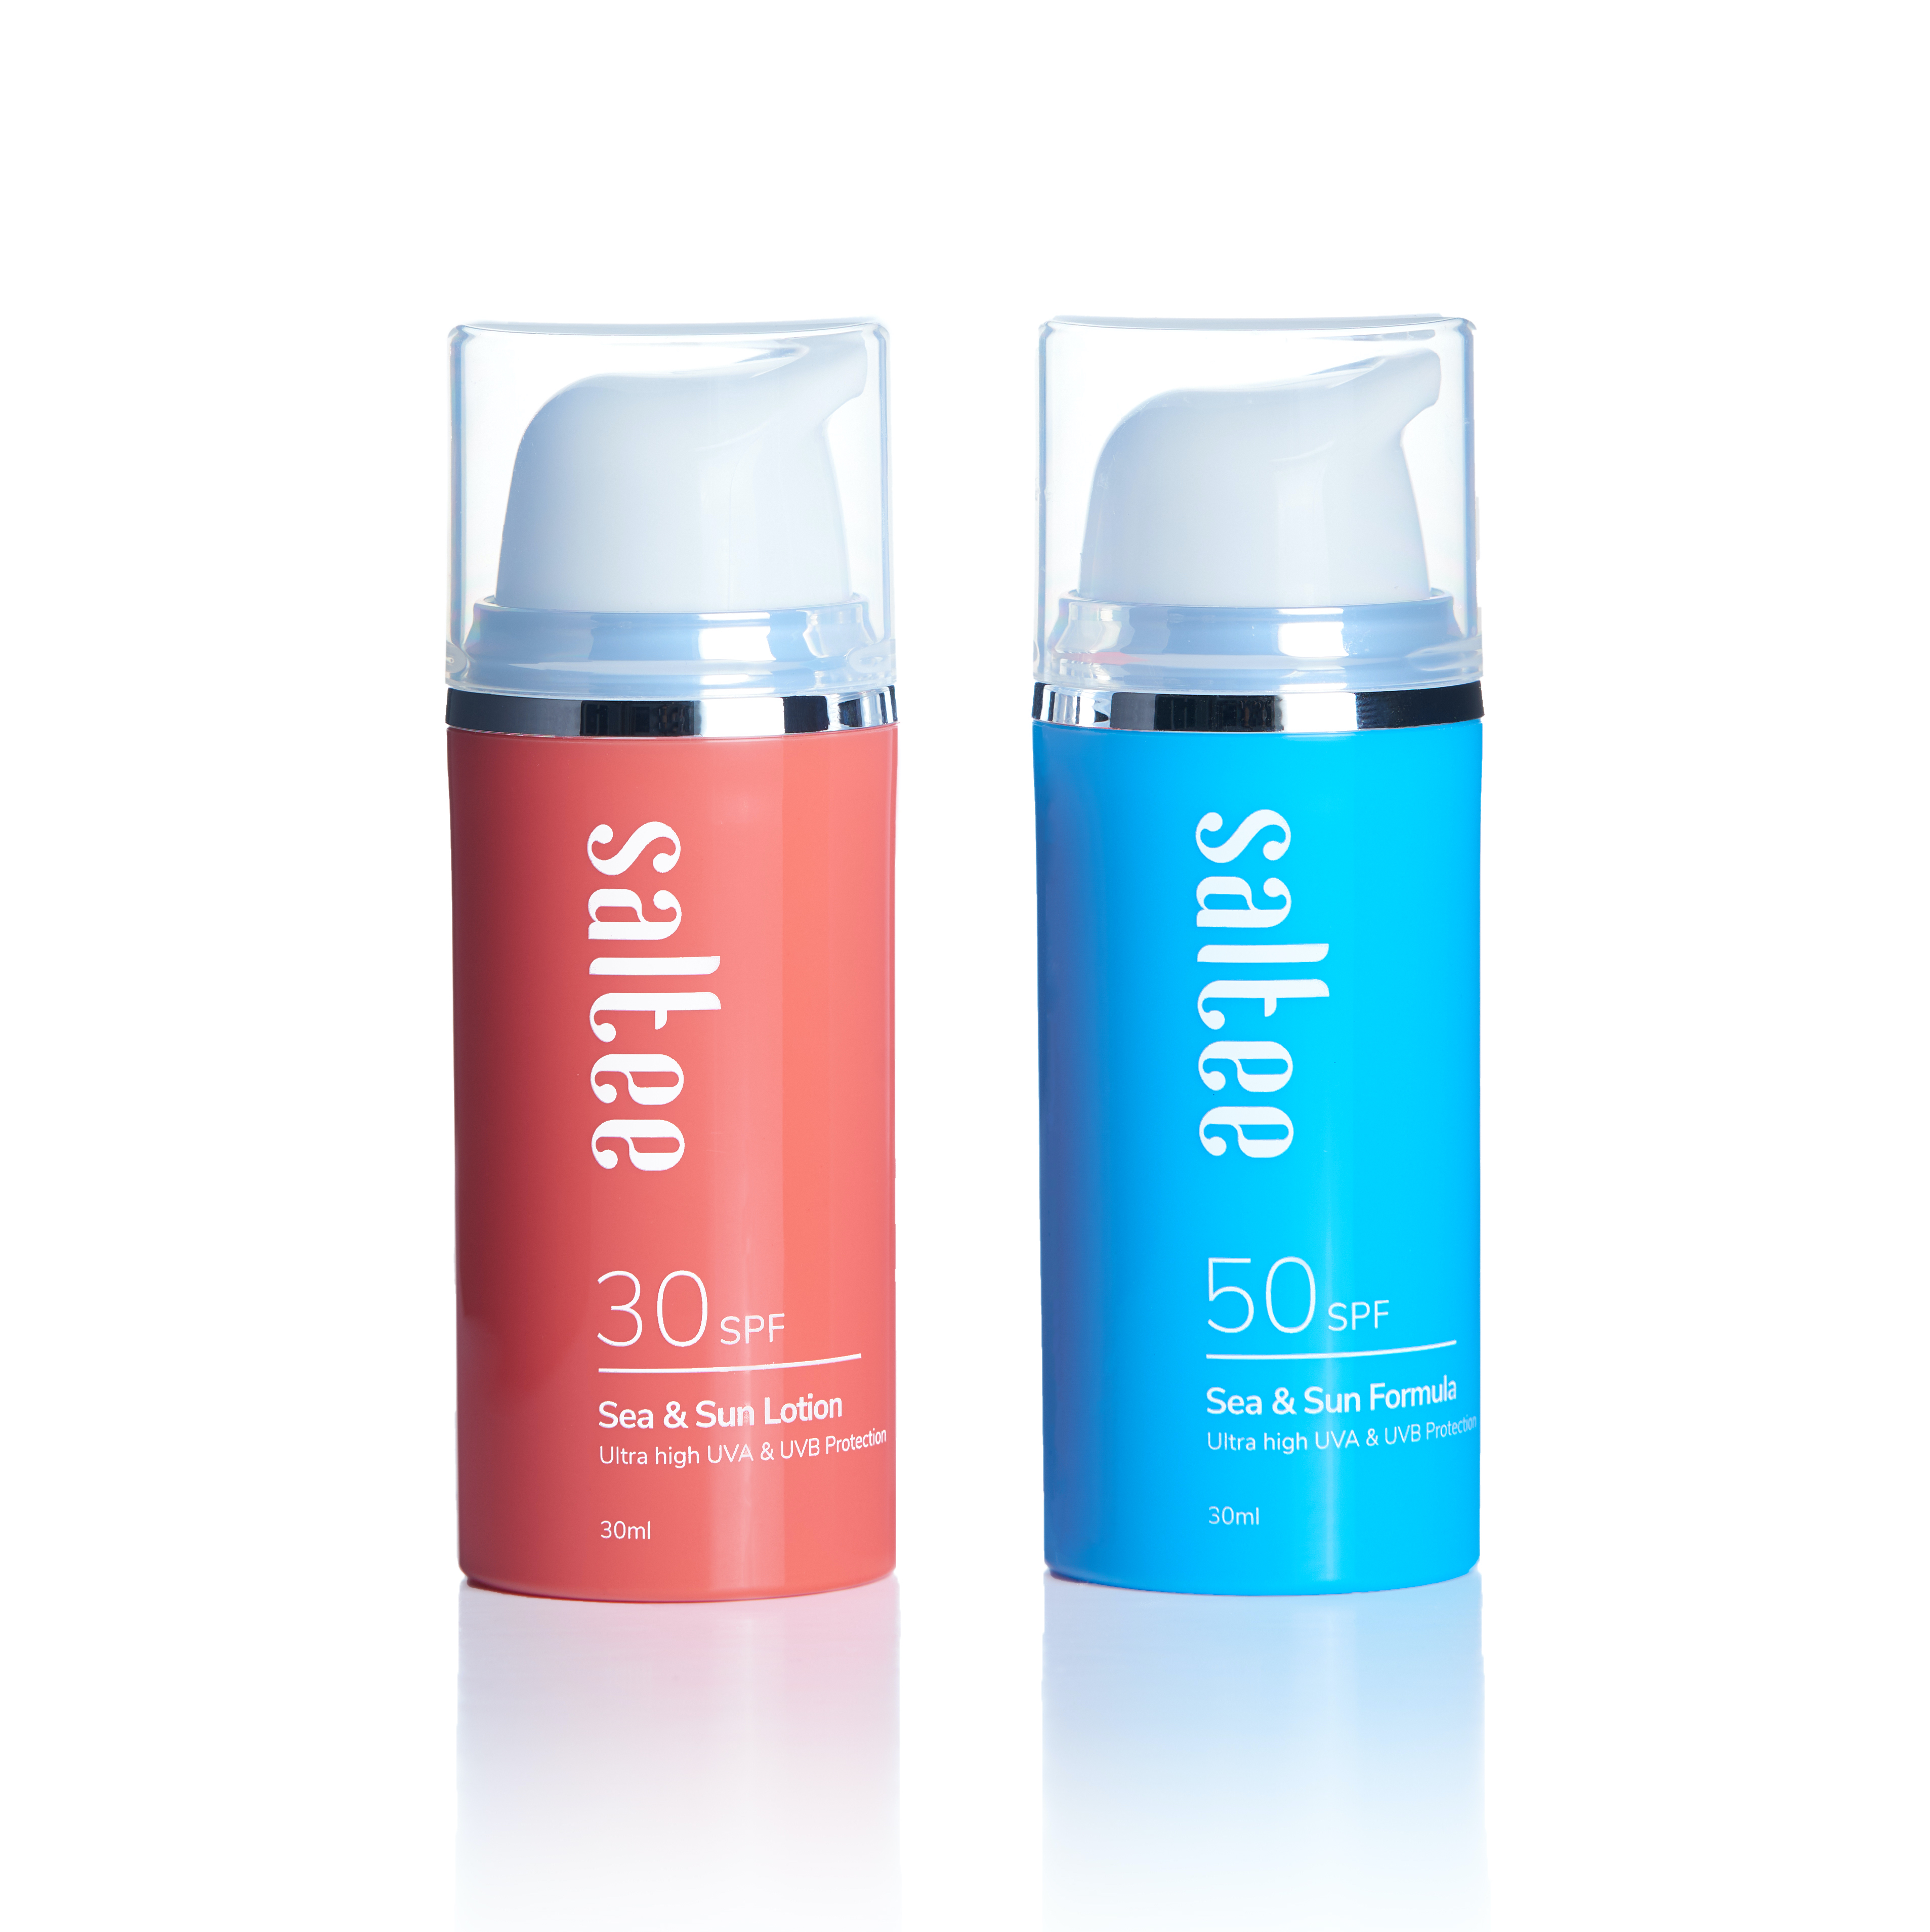 saltee
30 SPF
Sea & Sun Lotion
Ultra high UVA & UVB Protection
30ml
saltee
50 SPF
Sea & Sun Formula
Ultra high UVA & UVB Protection
30ml